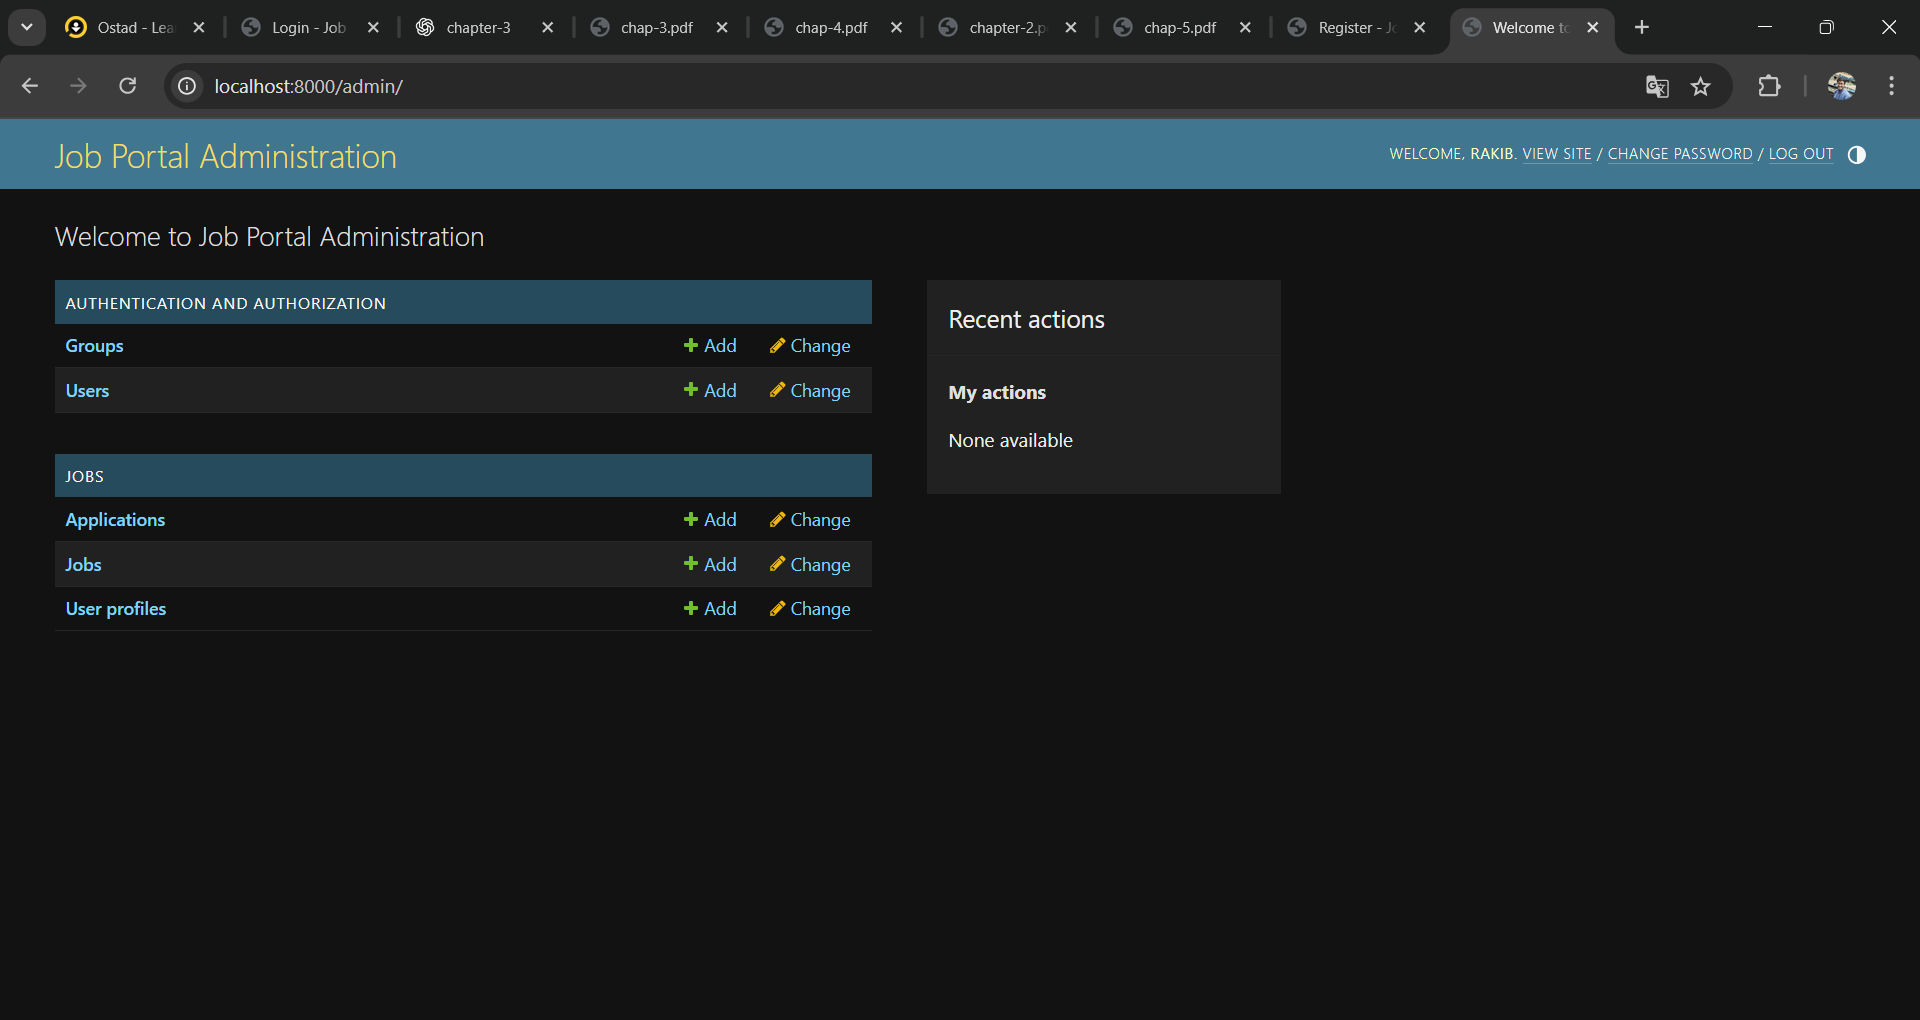 Ostad - Lea
Login - Job
chapter-3
chap-3.pdf
chap-4.pdf
chapter-2.p
chap-5.pdf
Register - Jo
Welcome to
localhost:8000/admin/
Job Portal Administration
WELCOME, RAKIB. VIEW SITE / CHANGE PASSWORD / LOG OUT
Welcome to Job Portal Administration
AUTHENTICATION AND AUTHORIZATION
Groups Add Change
Users Add Change
JOBS
Applications Add Change
Jobs Add Change
User profiles Add Change
Recent actions
My actions
None available